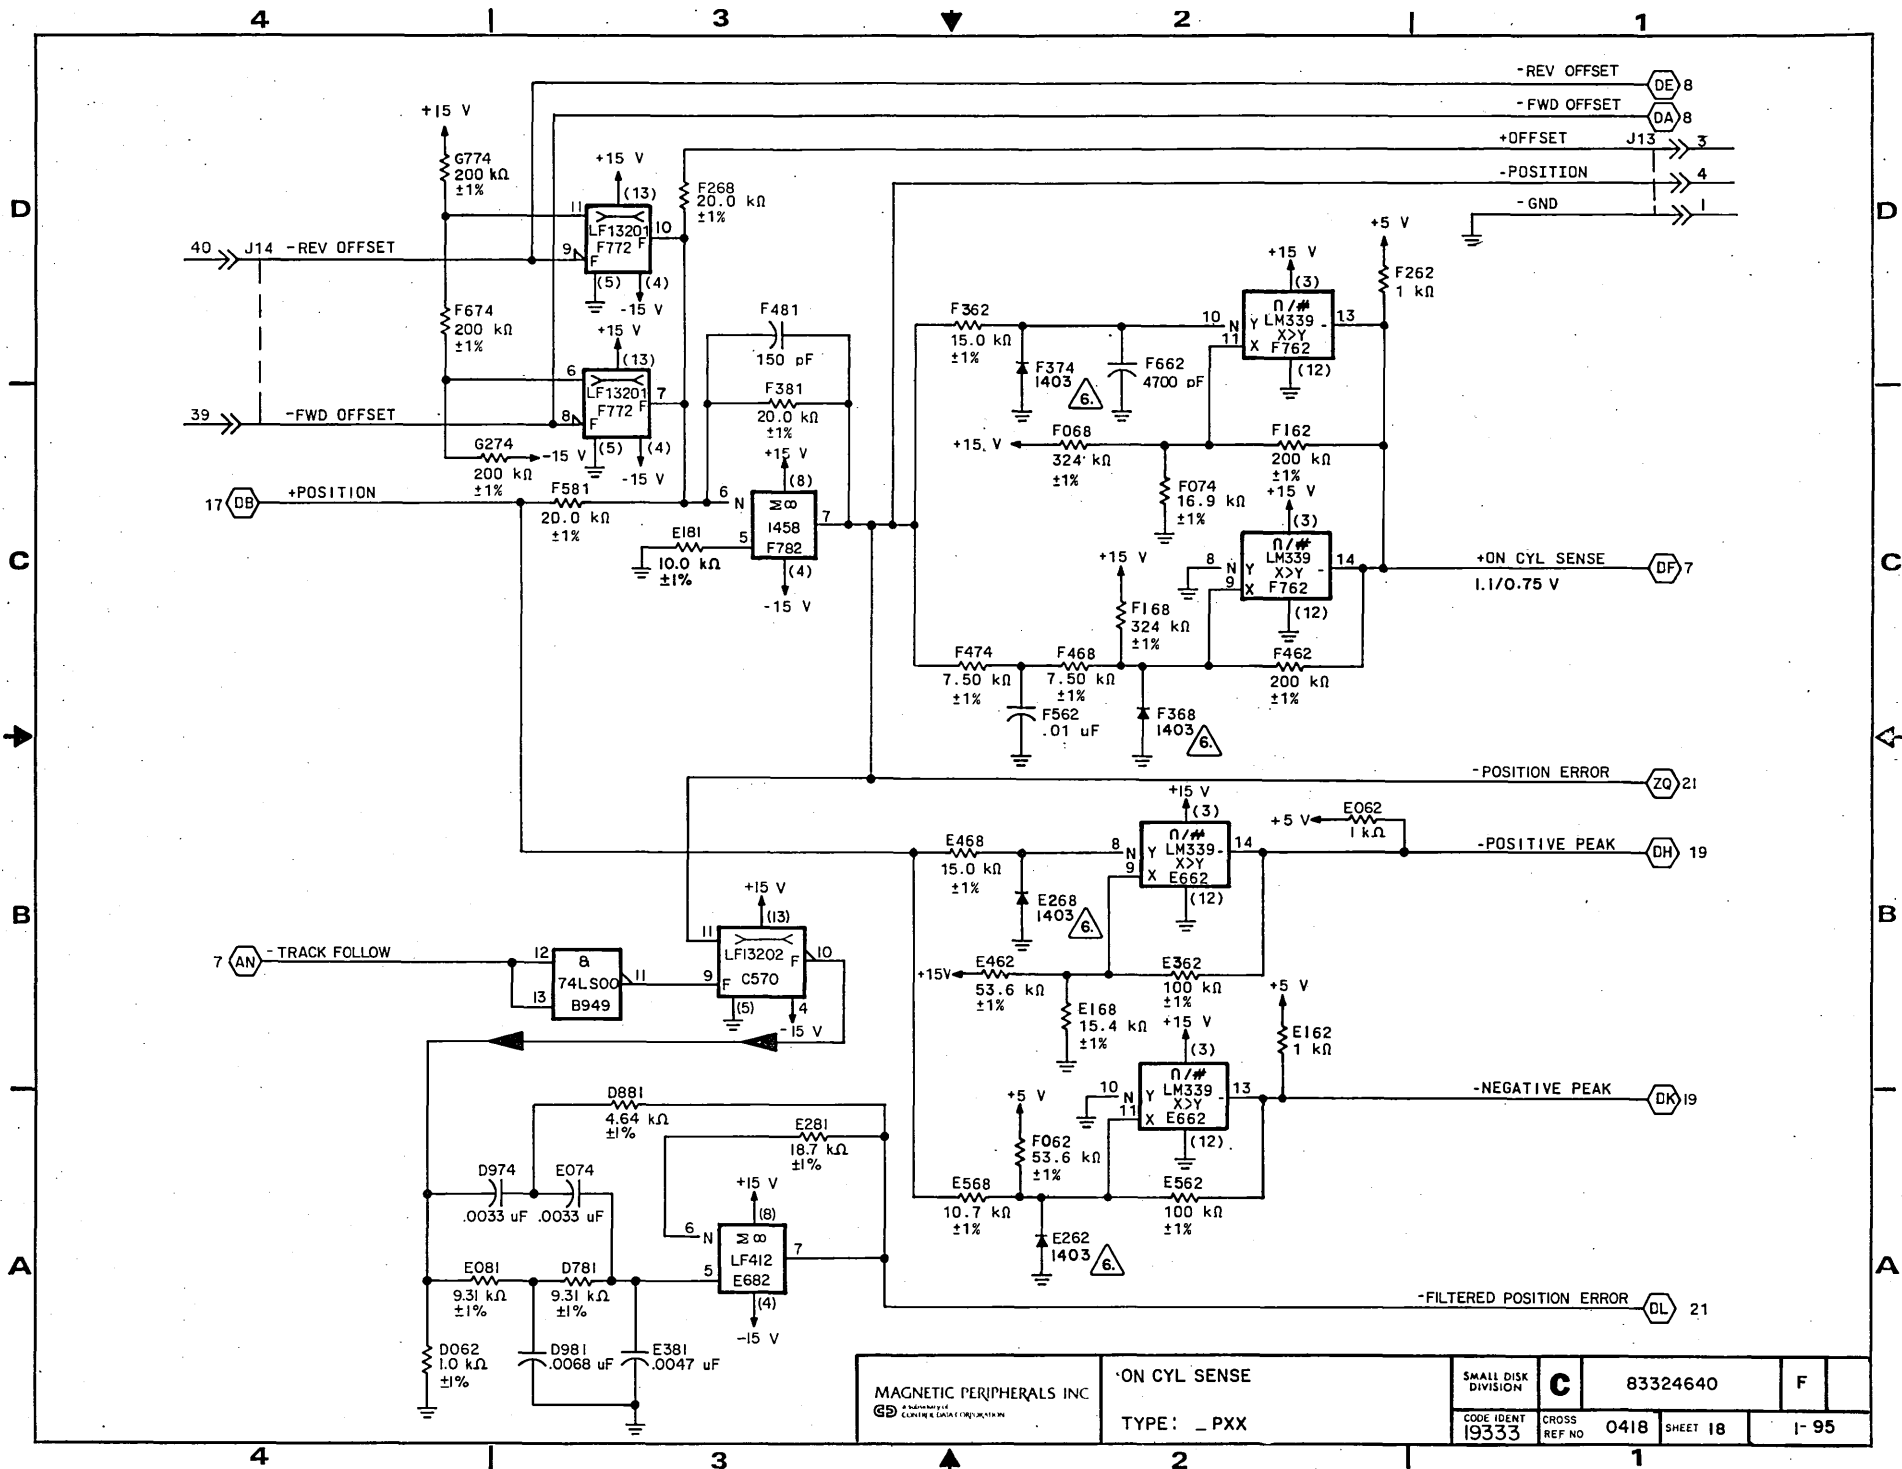 4 3 2 1
-REV OFFSET DE 8
-FWD OFFSET DA 8
+OFFSET J13 3
-POSITION 4
-GND 1
D D
+15 V
G774
200 kΩ
±1%
+15 V
(13)
11
LF13201
F772
F
10
9
F
(5)
(4)
-15 V
F268
20.0 kΩ
±1%
40 J14 -REV OFFSET
F674
200 kΩ
±1%
+15 V
(13)
6
LF13201
F772
F
7
8
F
(5)
(4)
-15 V
39 -FWD OFFSET
G274
200 kΩ
±1%
-15 V
17 DB +POSITION
F581
20.0 kΩ
±1%
F481
150 pF
F381
20.0 kΩ
±1%
+15 V
(8)
6 N
Σ ∞
1458
F782
7
5
(4)
-15 V
E181
10.0 kΩ
±1%
F362
15.0 kΩ
±1%
F374
1403
6.
F662
4700 pF
+15 V
(3)
10 N
Y
∩/#
LM339
X>Y
F762
-
13
11
X
(12)
+5 V
F262
1 kΩ
+15 V
F068
324 kΩ
±1%
F162
200 kΩ
±1%
F074
16.9 kΩ
±1%
C C
+15 V
(3)
8 N
Y
∩/#
LM339
X>Y
F762
-
14
9
X
(12)
+ON CYL SENSE DF 7
1.1/0.75 V
+15 V
F168
324 kΩ
±1%
F474
7.50 kΩ
±1%
F468
7.50 kΩ
±1%
F462
200 kΩ
±1%
F562
.01 uF
F368
1403
6.
-POSITION ERROR ZQ 21
+15 V
(3)
+5 V
E062
1 kΩ
E468
15.0 kΩ
±1%
8 N
Y
∩/#
LM339
X>Y
E662
-
14
9
X
(12)
-POSITIVE PEAK DH 19
E268
1403
6.
B B
7 AN -TRACK FOLLOW
12
13
&
74LS00
B949
11
+15 V
(13)
11
LF13202
C570
F
10
9
F
(5)
4
-15 V
+15V
E462
53.6 kΩ
±1%
E362
100 kΩ
±1%
E168
15.4 kΩ
±1%
+5 V
E162
1 kΩ
+15 V
(3)
10 N
Y
∩/#
LM339
X>Y
E662
-
13
11
X
(12)
-NEGATIVE PEAK DK 19
+5 V
F062
53.6 kΩ
±1%
E568
10.7 kΩ
±1%
E562
100 kΩ
±1%
E262
1403
6.
D881
4.64 kΩ
±1%
E281
18.7 kΩ
±1%
D974
.0033 uF
E074
.0033 uF
+15 V
(8)
6 N
Σ ∞
LF412
E682
7
5
(4)
-15 V
A A
E081
9.31 kΩ
±1%
D781
9.31 kΩ
±1%
-FILTERED POSITION ERROR DL 21
D062
1.0 kΩ
±1%
D981
.0068 uF
E381
.0047 uF
MAGNETIC PERIPHERALS INC
a subsidiary of
CONTROL DATA CORPORATION
ON CYL SENSE
TYPE: _PXX
SMALL DISK
DIVISION
C
83324640
F
CODE IDENT
19333
CROSS
REF NO
0418
SHEET 18
1-95
4 3 2 1